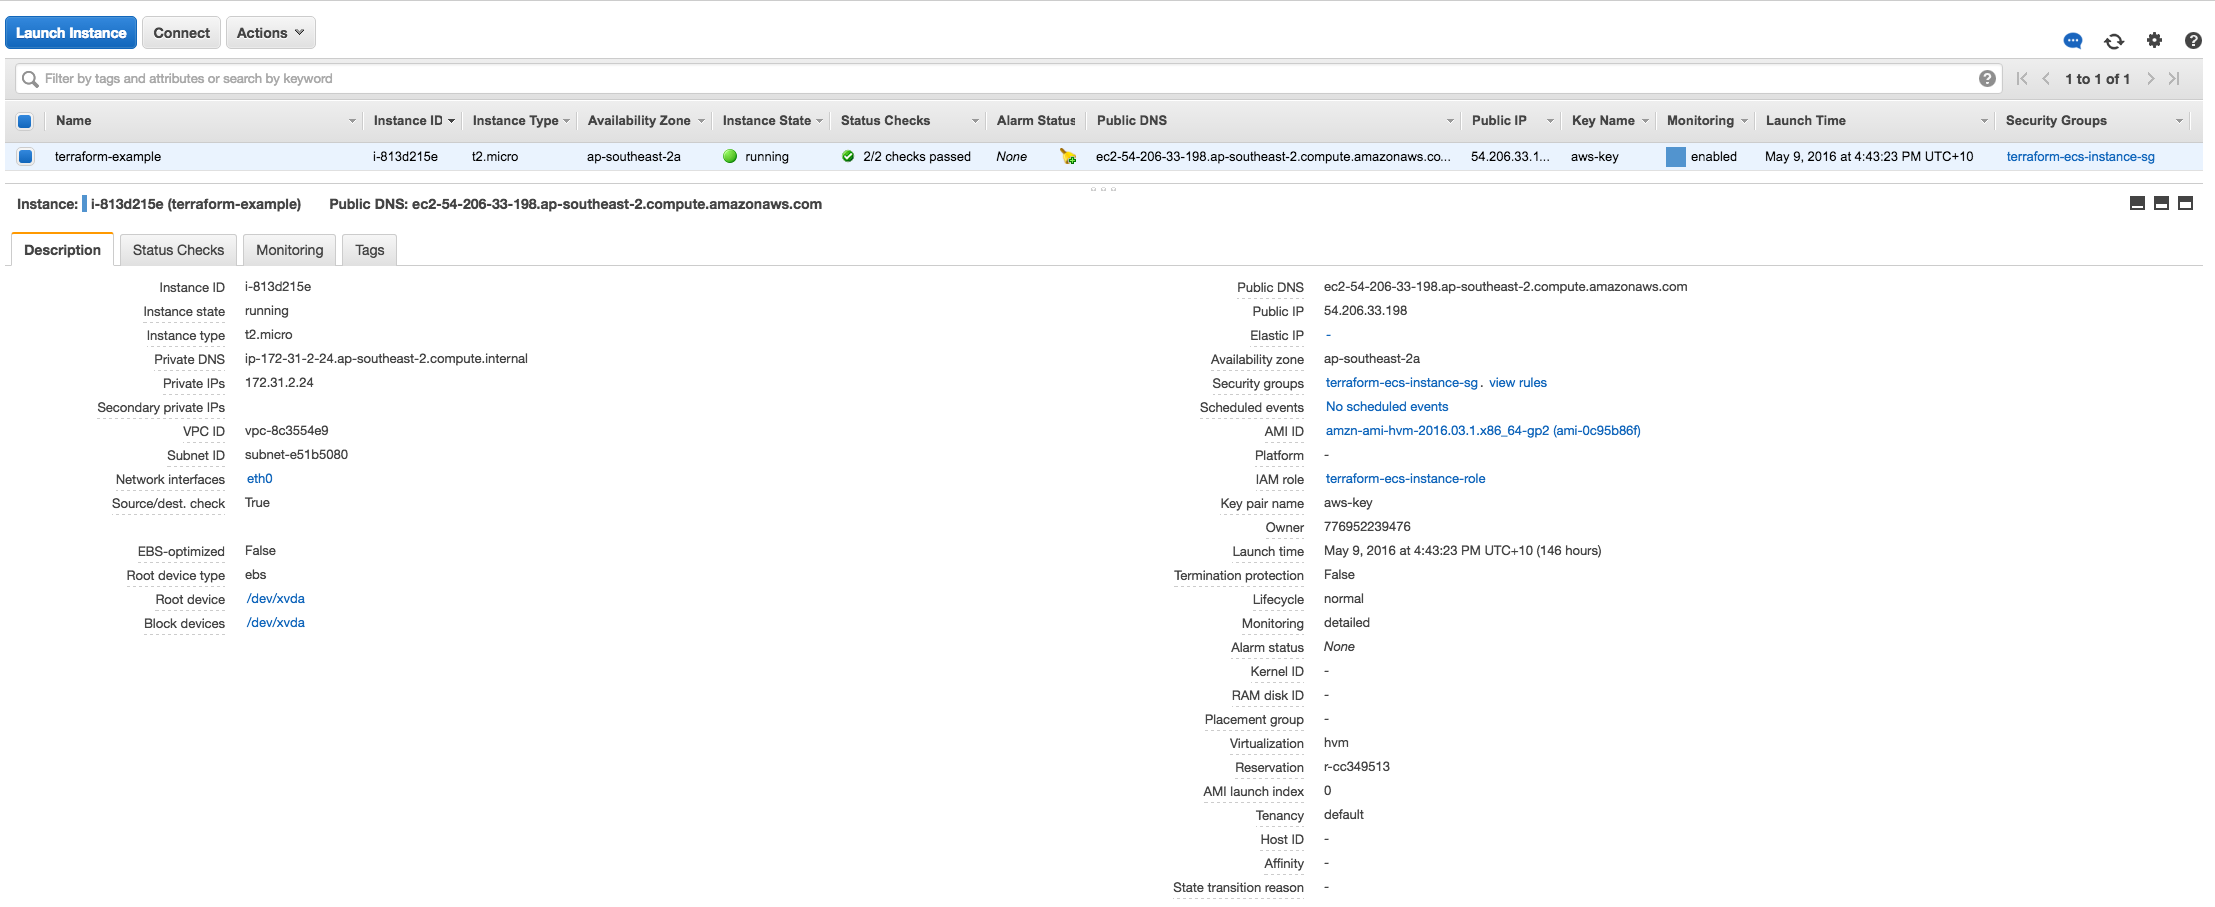 Launch Instance Connect Actions
Filter by tags and attributes or search by keyword 1 to 1 of 1
Name Instance ID Instance Type Availability Zone Instance State Status Checks Alarm Status Public DNS Public IP Key Name Monitoring Launch Time Security Groups
terraform-example i-813d215e t2.micro ap-southeast-2a running 2/2 checks passed None ec2-54-206-33-198.ap-southeast-2.compute.amazonaws.co... 54.206.33.1... aws-key enabled May 9, 2016 at 4:43:23 PM UTC+10 terraform-ecs-instance-sg
Instance: i-813d215e (terraform-example) Public DNS: ec2-54-206-33-198.ap-southeast-2.compute.amazonaws.com
Description Status Checks Monitoring Tags
Instance ID i-813d215e
Instance state running
Instance type t2.micro
Private DNS ip-172-31-2-24.ap-southeast-2.compute.internal
Private IPs 172.31.2.24
Secondary private IPs
VPC ID vpc-8c3554e9
Subnet ID subnet-e51b5080
Network interfaces eth0
Source/dest. check True
EBS-optimized False
Root device type ebs
Root device /dev/xvda
Block devices /dev/xvda
Public DNS ec2-54-206-33-198.ap-southeast-2.compute.amazonaws.com
Public IP 54.206.33.198
Elastic IP -
Availability zone ap-southeast-2a
Security groups terraform-ecs-instance-sg. view rules
Scheduled events No scheduled events
AMI ID amzn-ami-hvm-2016.03.1.x86_64-gp2 (ami-0c95b86f)
Platform -
IAM role terraform-ecs-instance-role
Key pair name aws-key
Owner 776952239476
Launch time May 9, 2016 at 4:43:23 PM UTC+10 (146 hours)
Termination protection False
Lifecycle normal
Monitoring detailed
Alarm status None
Kernel ID -
RAM disk ID -
Placement group -
Virtualization hvm
Reservation r-cc349513
AMI launch index 0
Tenancy default
Host ID -
Affinity -
State transition reason -